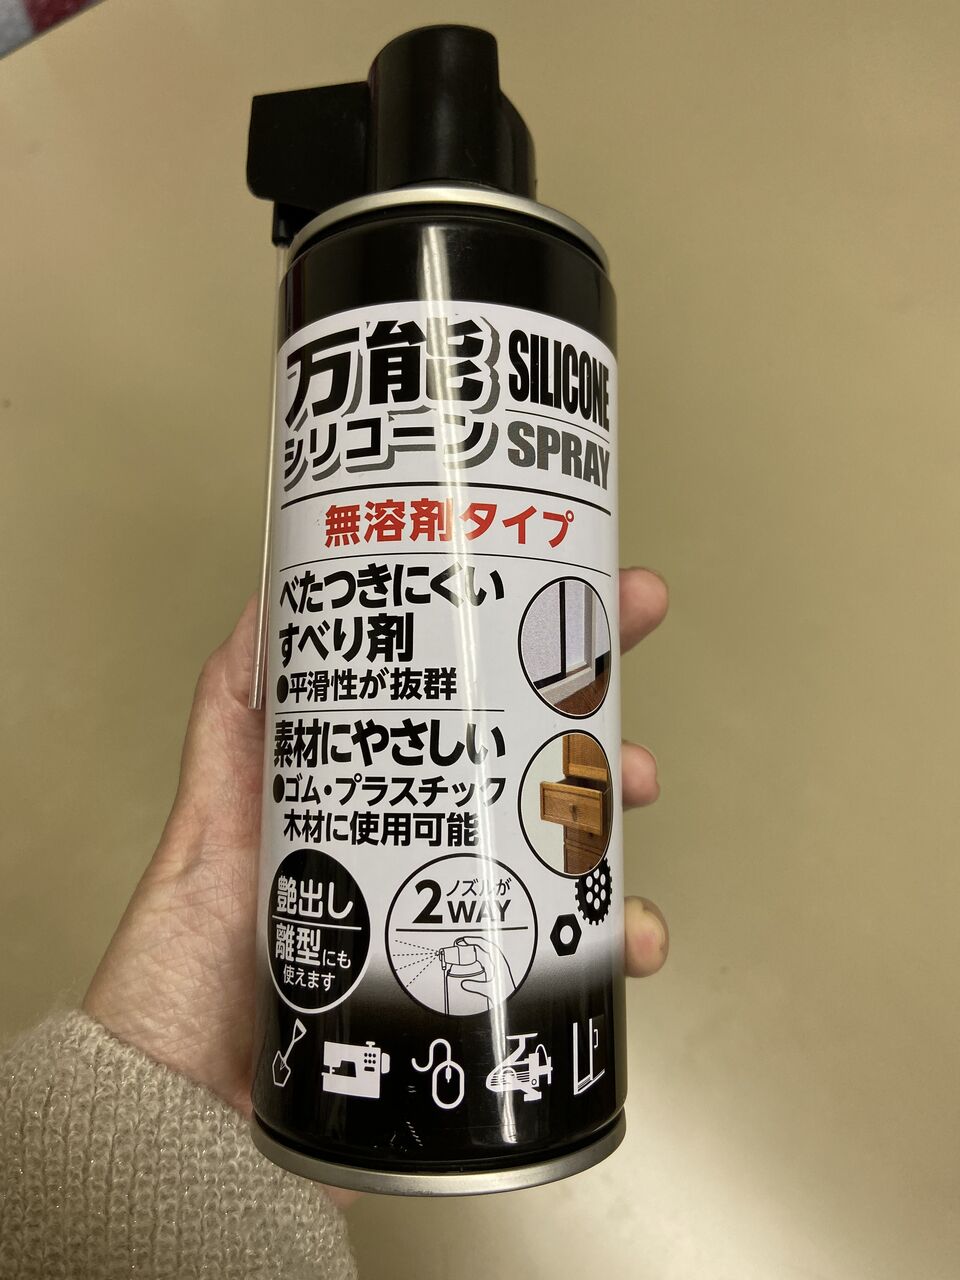 万能
シリコーン
SILICONE
SPRAY
無溶剤タイプ
べたつきにくい
すべり剤
●平滑性が抜群
素材にやさしい
●ゴム・プラスチック
木材に使用可能
艶出し
離型にも
使えます
ノズルが
2WAY